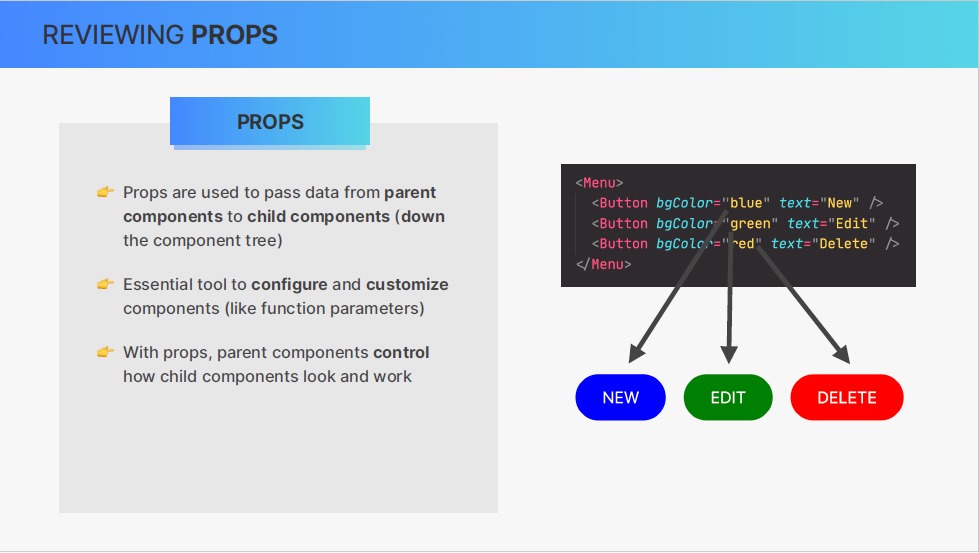 REVIEWING PROPS
PROPS
👉 Props are used to pass data from parent
components to child components (down
the component tree)
👉 Essential tool to configure and customize
components (like function parameters)
👉 With props, parent components control
how child components look and work
<Menu>
<Button bgColor="blue" text="New" />
<Button bgColor="green" text="Edit" />
<Button bgColor="red" text="Delete" />
</Menu>
NEW
EDIT
DELETE